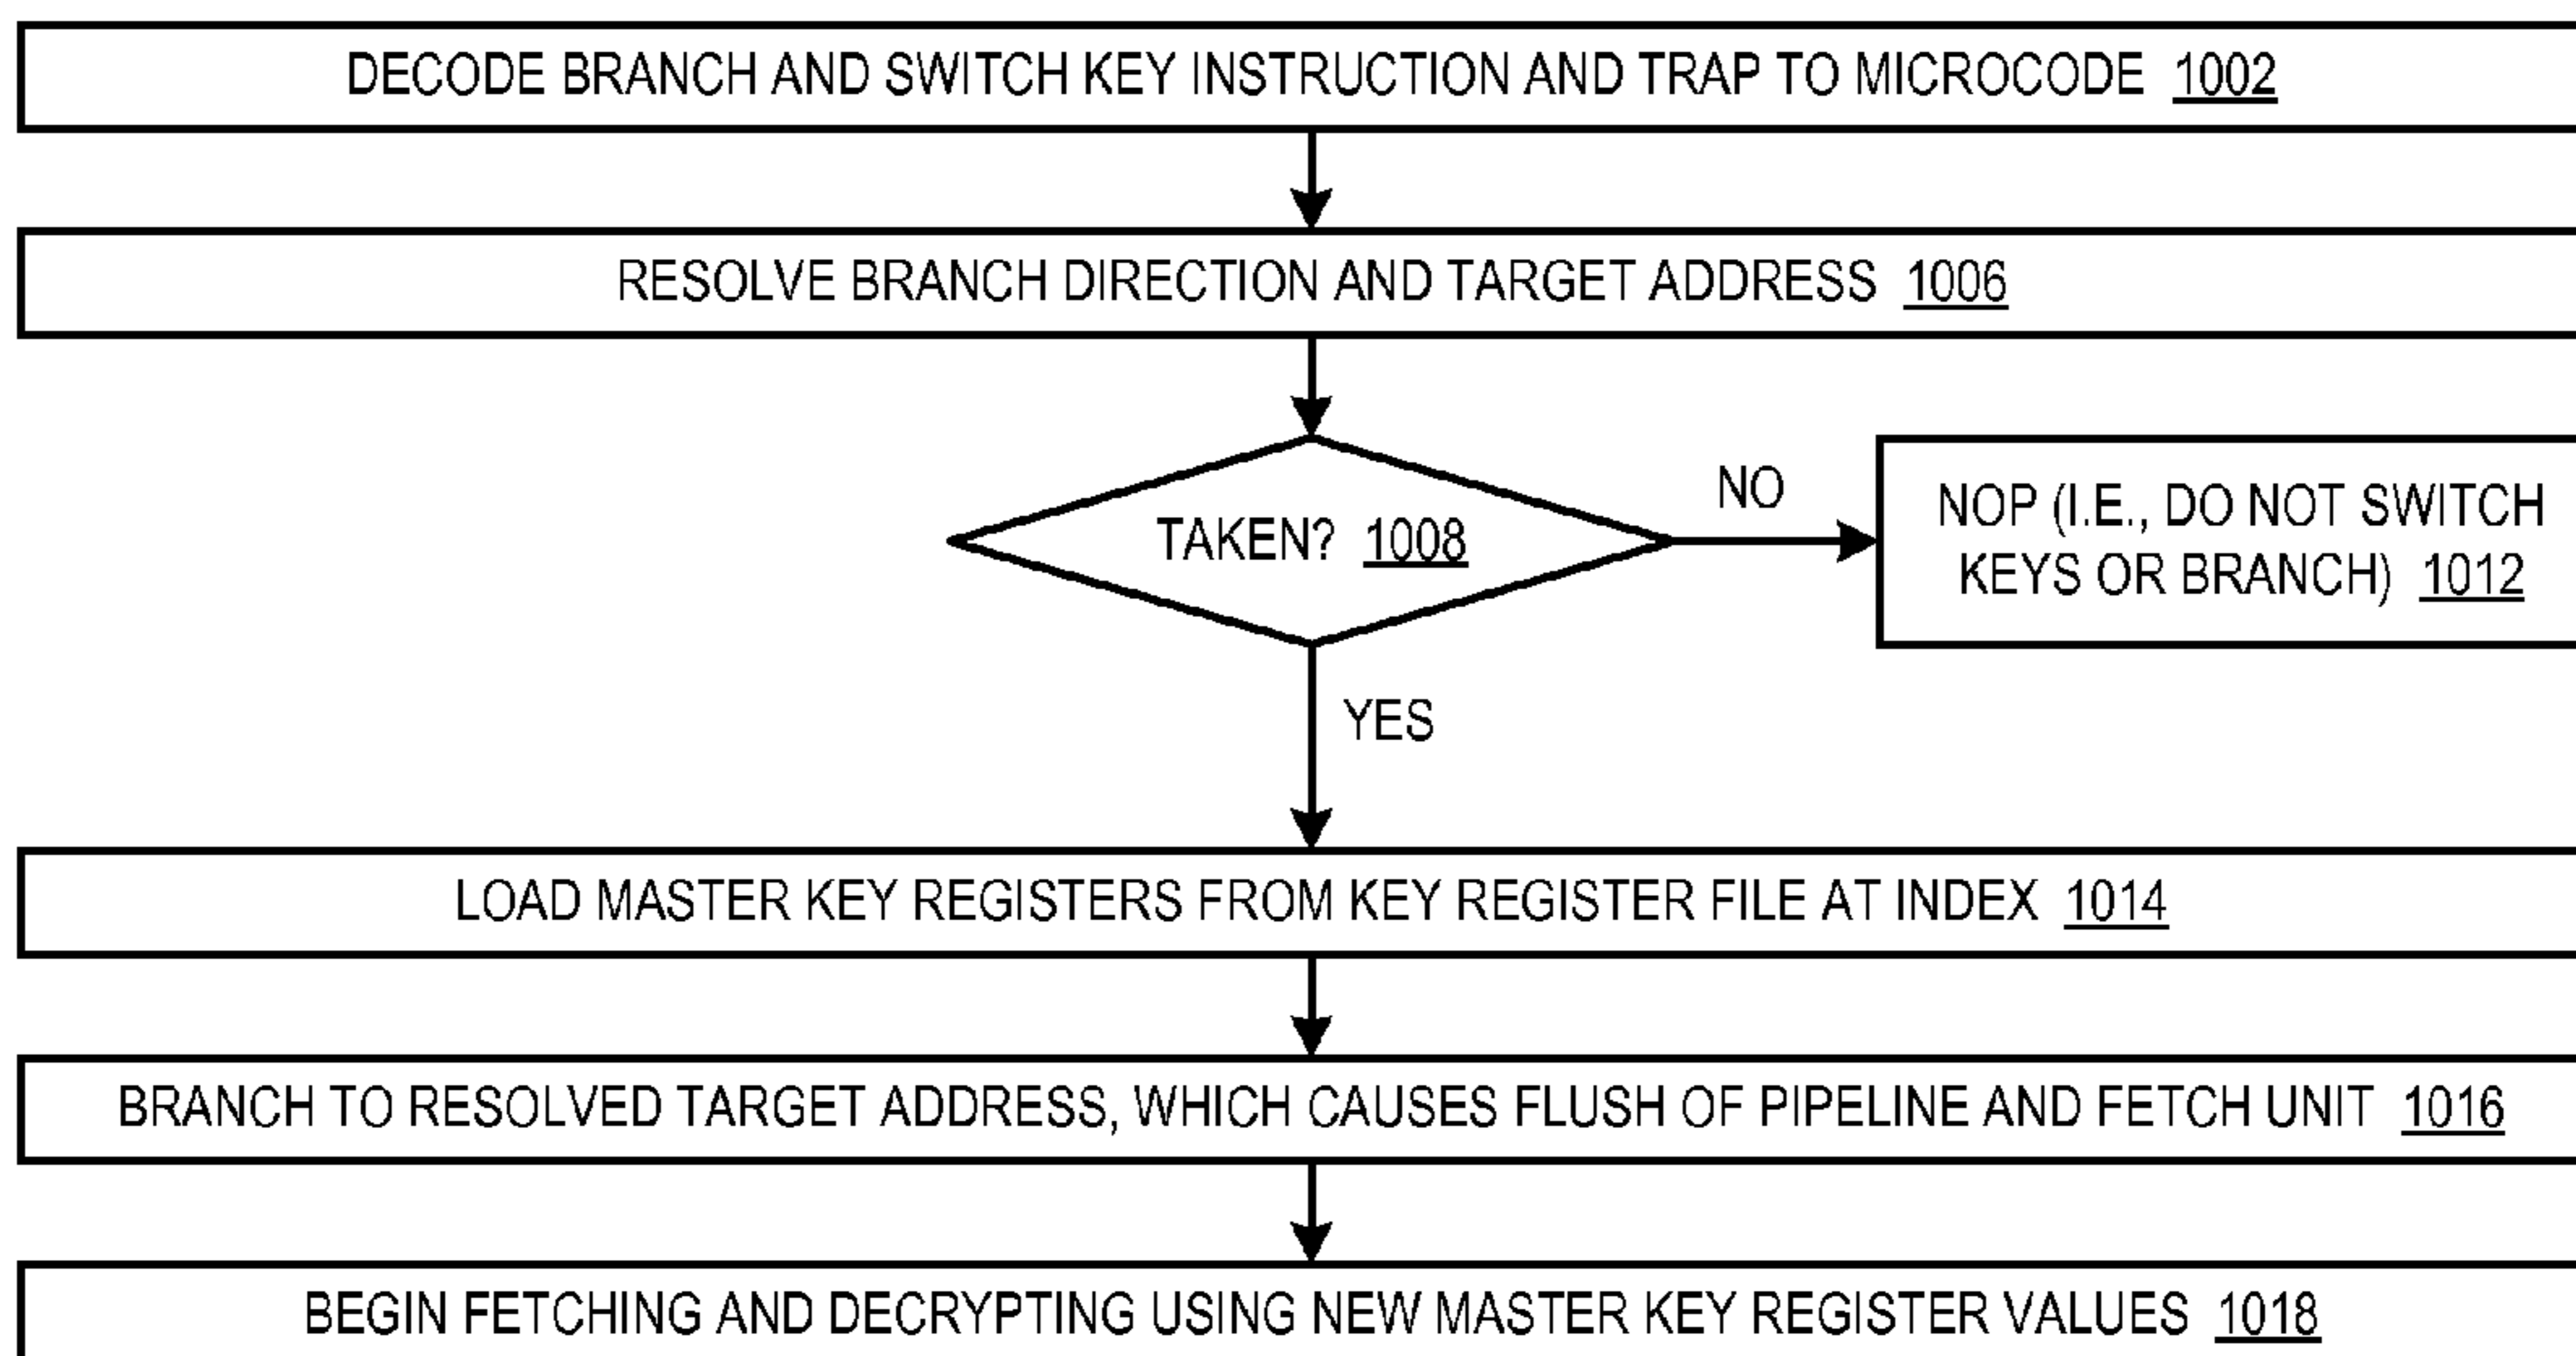 DECODE BRANCH AND SWITCH KEY INSTRUCTION AND TRAP TO MICROCODE 1002
RESOLVE BRANCH DIRECTION AND TARGET ADDRESS 1006
TAKEN? 1008
NO
NOP (I.E., DO NOT SWITCH
KEYS OR BRANCH) 1012
YES
LOAD MASTER KEY REGISTERS FROM KEY REGISTER FILE AT INDEX 1014
BRANCH TO RESOLVED TARGET ADDRESS, WHICH CAUSES FLUSH OF PIPELINE AND FETCH UNIT 1016
BEGIN FETCHING AND DECRYPTING USING NEW MASTER KEY REGISTER VALUES 1018